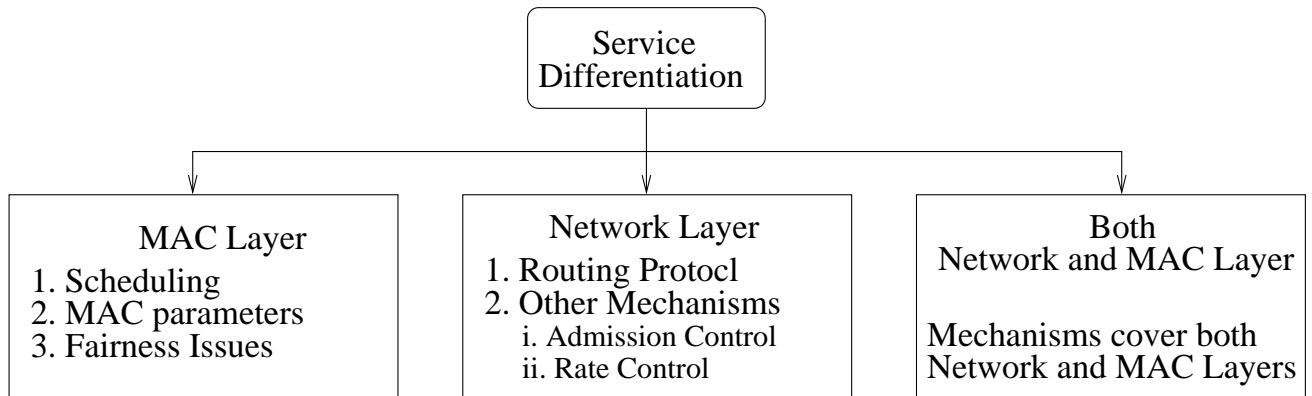 Service
Differentiation
MAC Layer
1. Scheduling
2. MAC parameters
3. Fairness Issues
Network Layer
1. Routing Protocl
2. Other Mechanisms
i. Admission Control
ii. Rate Control
Both
Network and MAC Layer
Mechanisms cover both
Network and MAC Layers